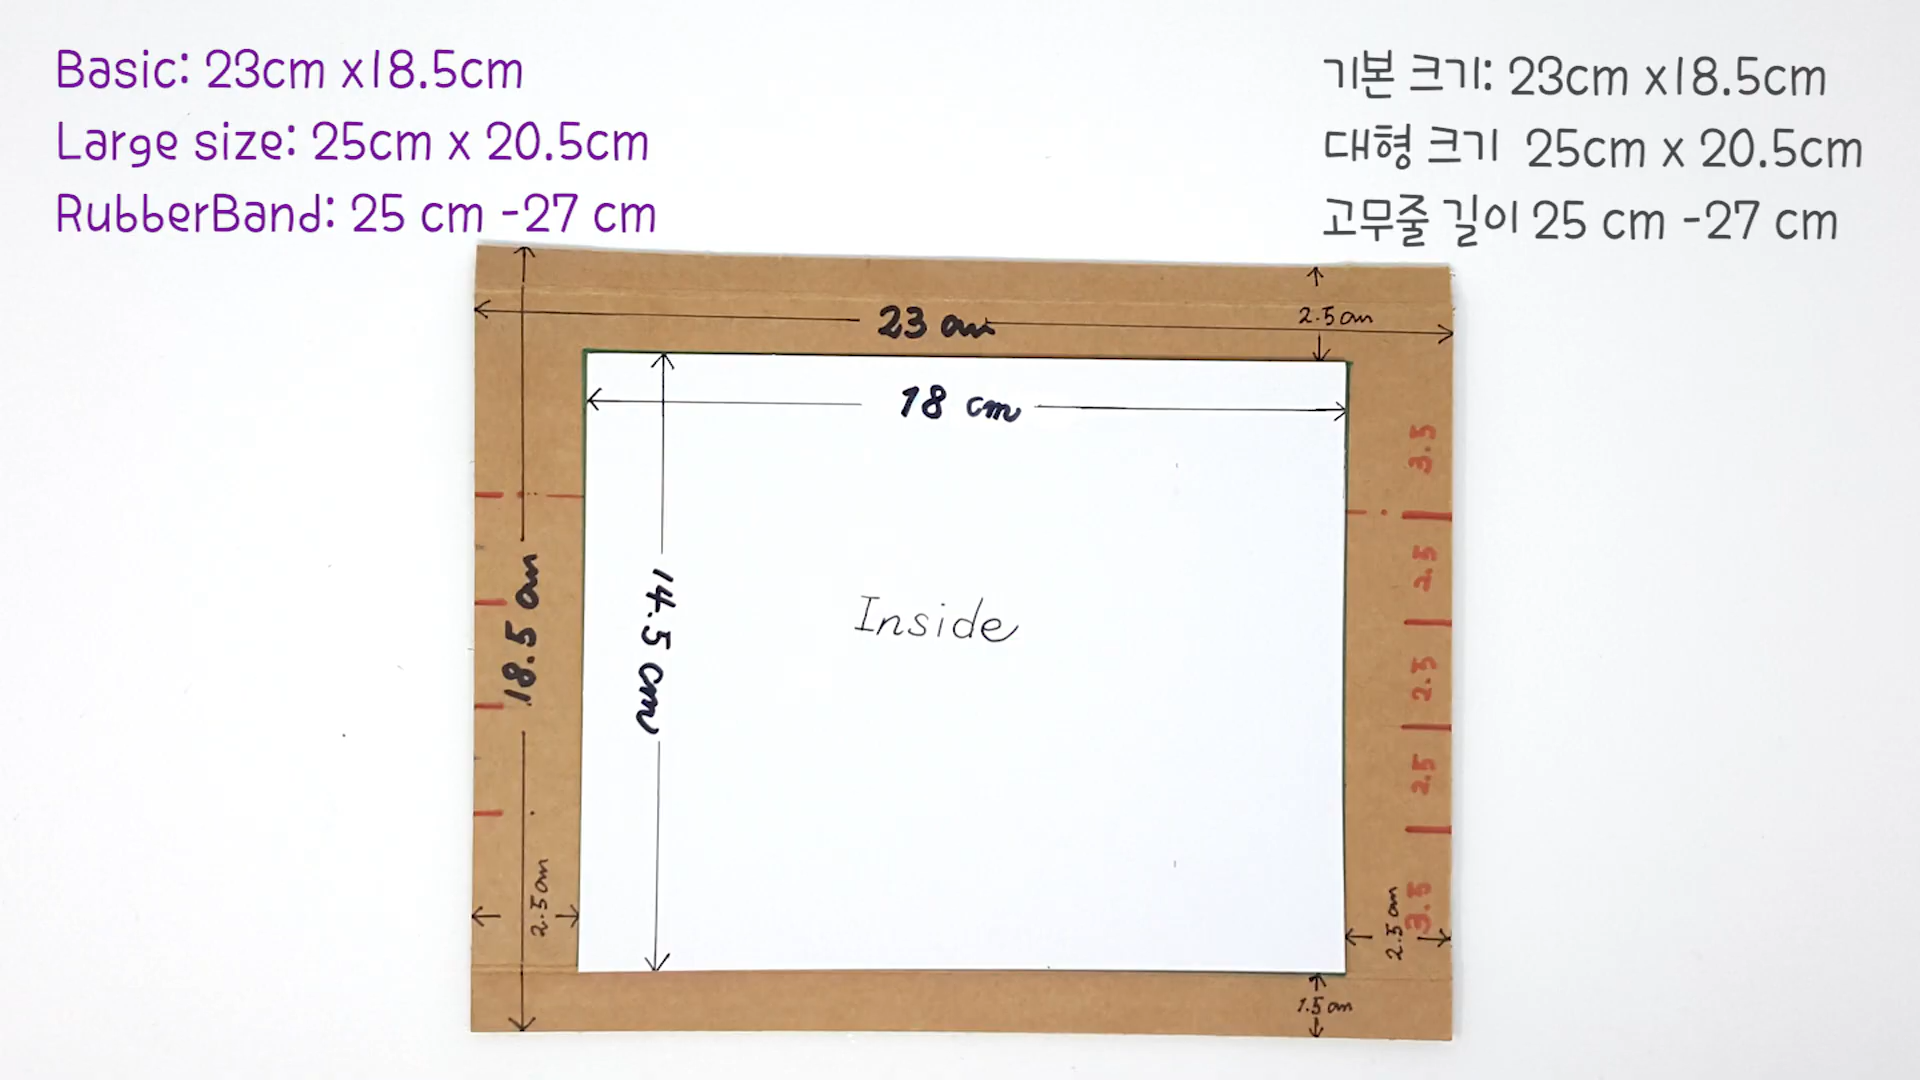 Basic: 23cm x18.5cm
Large size: 25cm x 20.5cm
RubberBand: 25 cm -27 cm
기본 크기: 23cm x18.5cm
대형 크기 25cm x 20.5cm
고무줄 길이 25 cm -27 cm
23 cm
2.5 cm
18 cm
18.5 cm
14.5 cm
Inside
3.5
2.5
2.5
2.5
3.5
2.5 cm
2.5 cm
1.5 cm